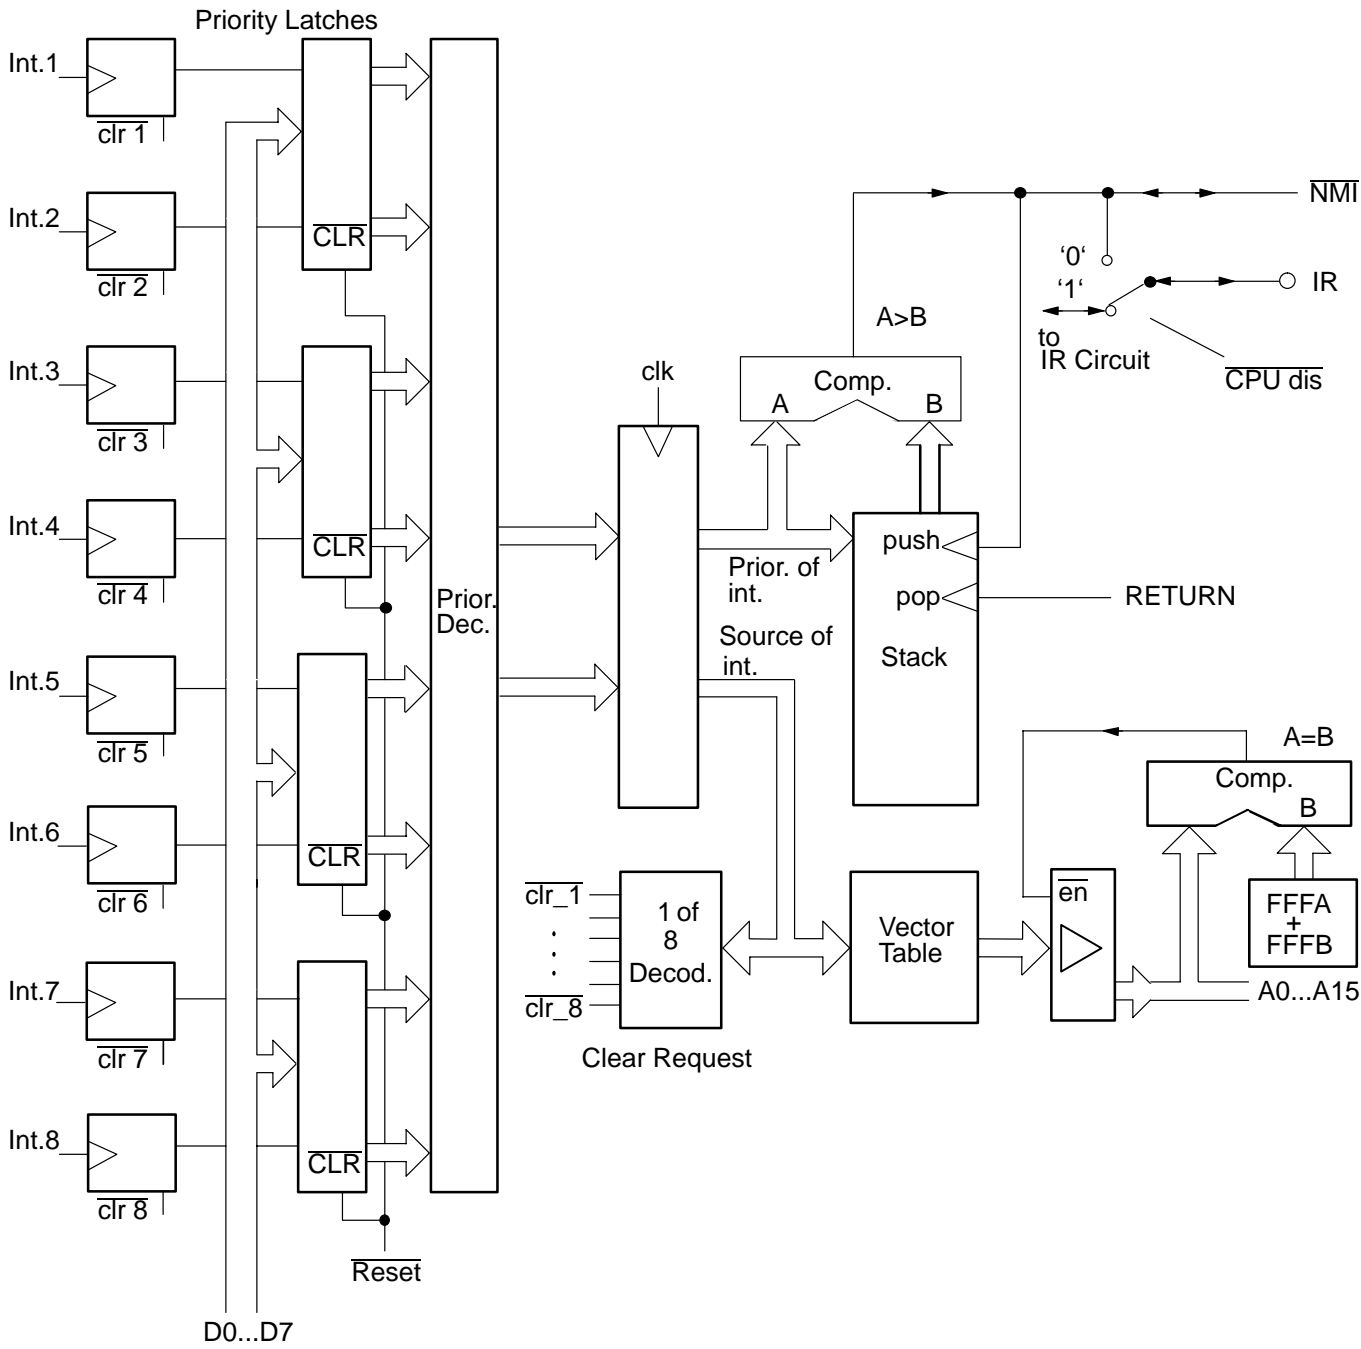 Priority Latches
Int.1
clr 1
Int.2
clr 2
CLR
Int.3
clr 3
Int.4
clr 4
CLR
Int.5
clr 5
Int.6
clr 6
CLR
Int.7
clr 7
Int.8
clr 8
CLR
Reset
D0...D7
Prior.
Dec.
clk
A>B
Comp.
A
B
NMI
‘0‘
‘1‘
IR
to
IR Circuit
CPU dis
push
pop
Stack
RETURN
Prior. of
int.
Source of
int.
A=B
Comp.
B
en
FFFA
+
FFFB
A0...A15
Vector
Table
clr_1
clr_8
1 of
8
Decod.
Clear Request